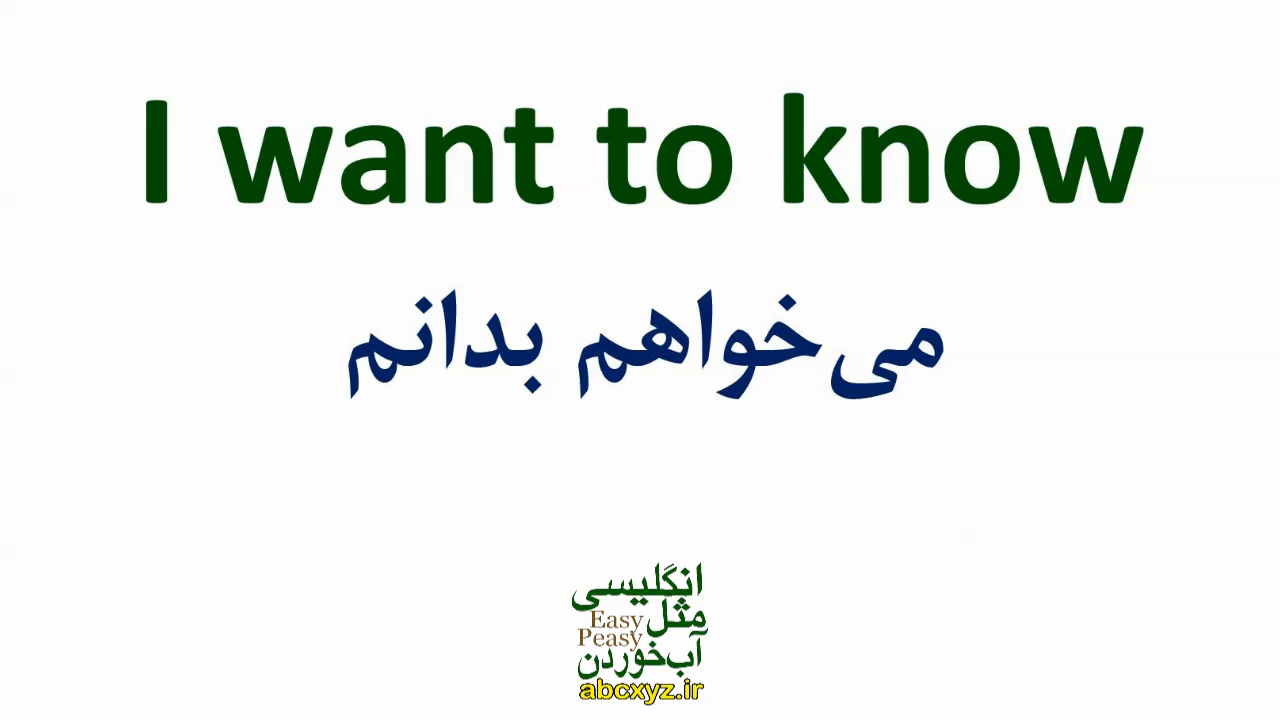 I want to know
می‌خواهم بدانم
انگلیسی
مثل
Easy
Peasy
آب‌خوردن
abcxyz.ir